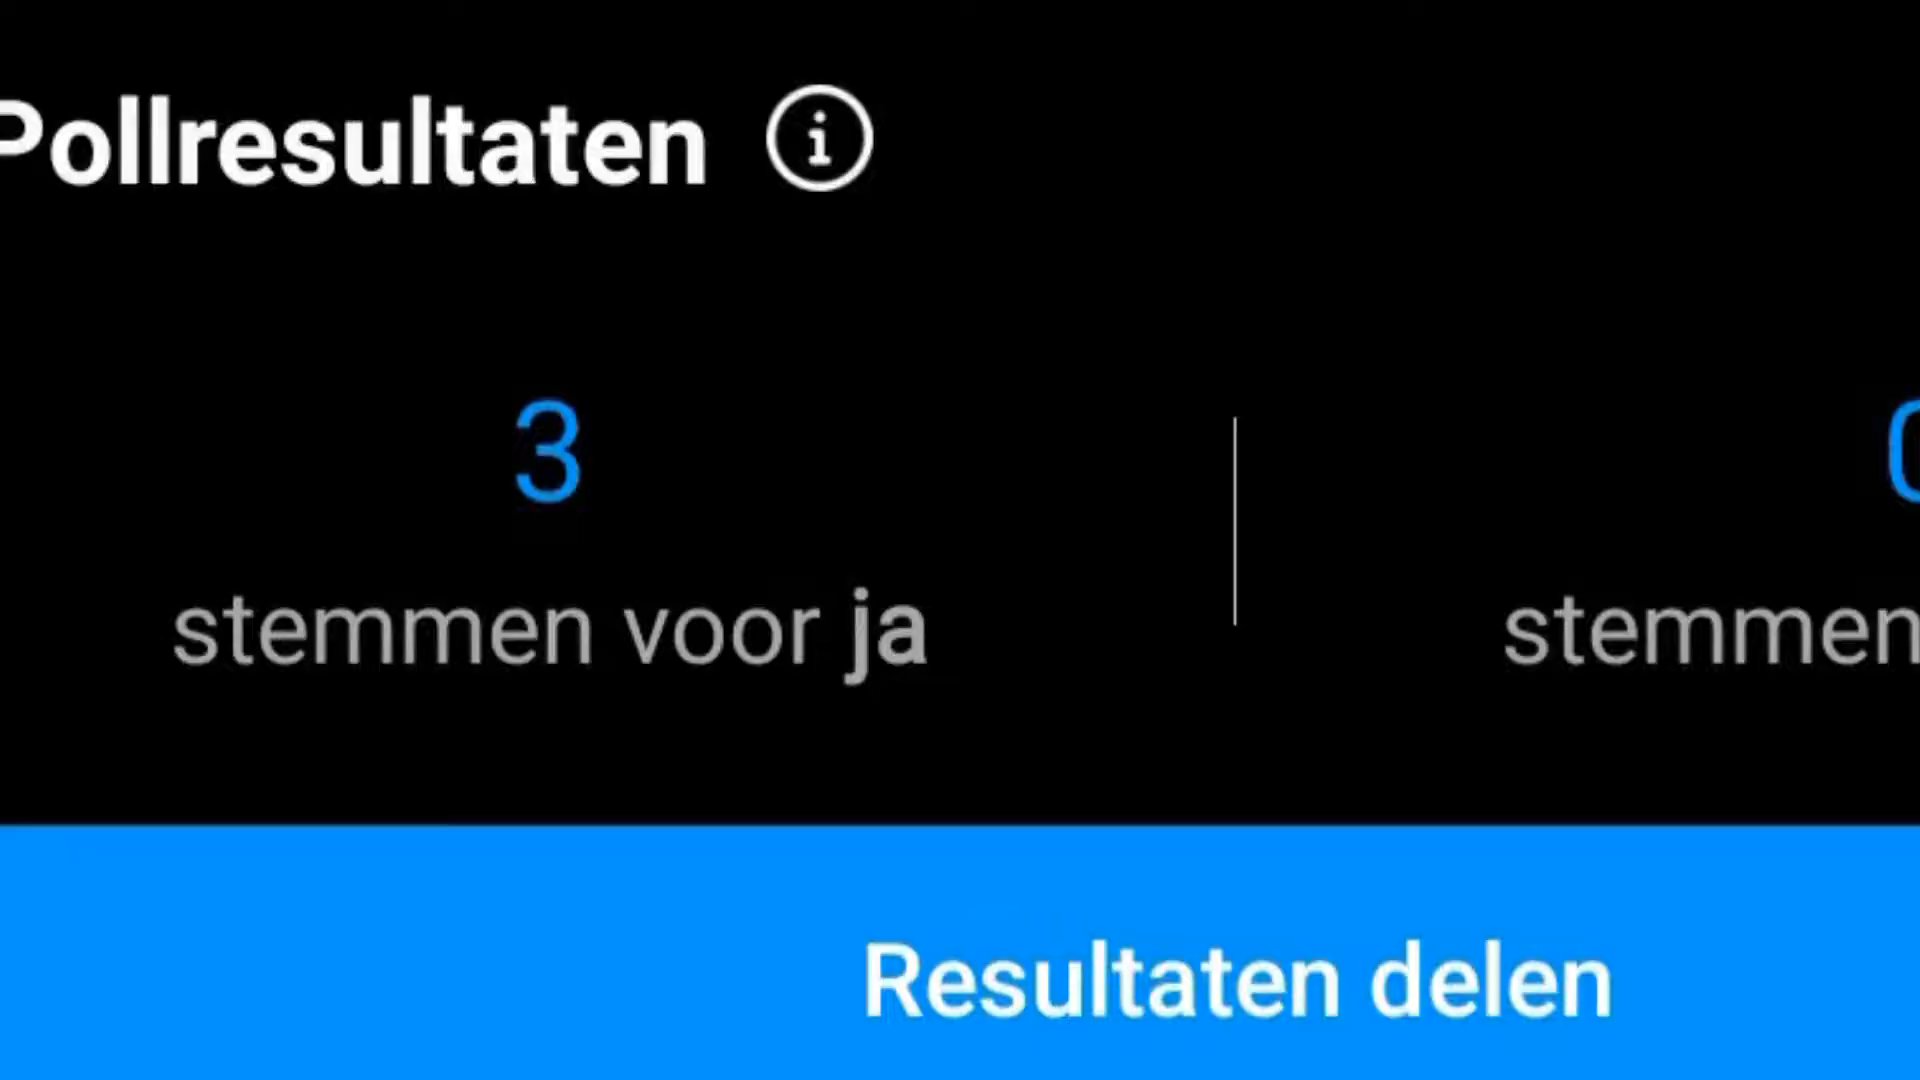 Pollresultaten
3
stemmen voor ja
stemmen
Resultaten delen